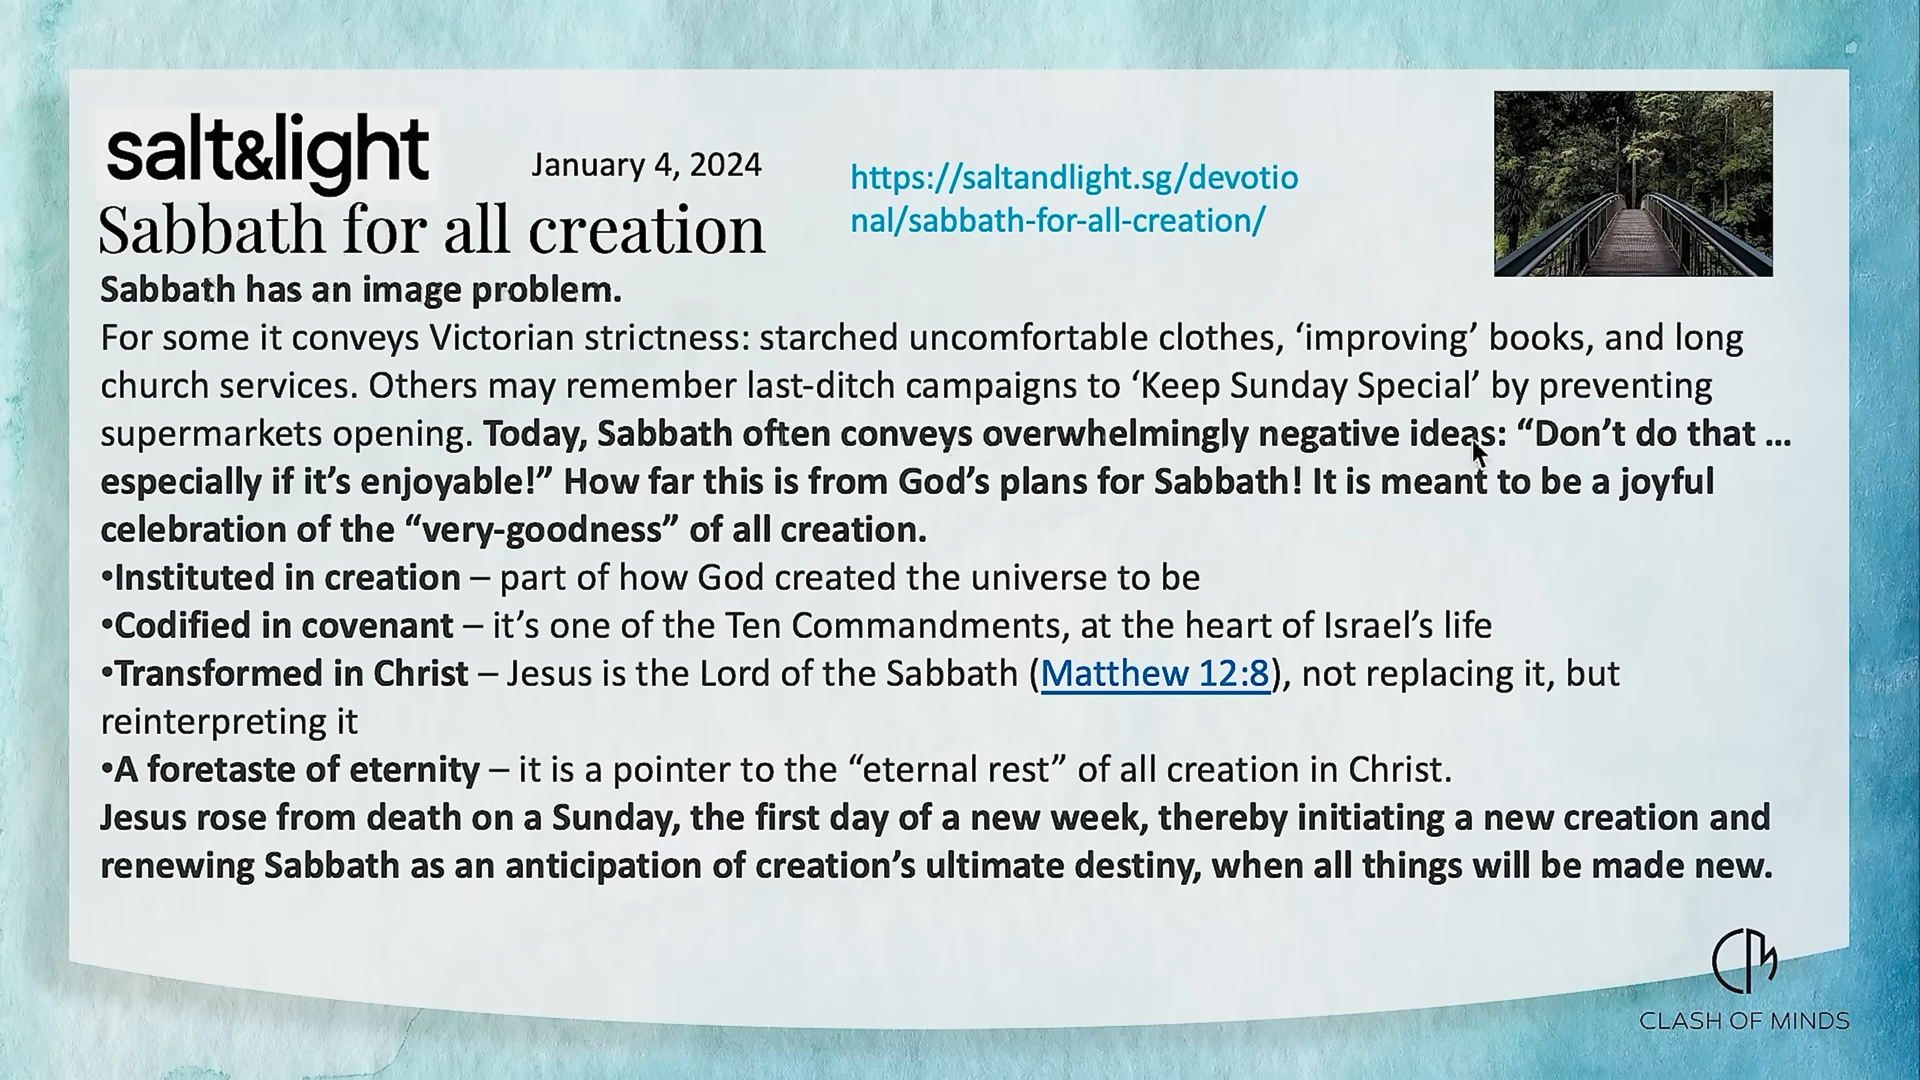 salt&light
January 4, 2024
https://saltandlight.sg/devotio
nal/sabbath-for-all-creation/
Sabbath for all creation
Sabbath has an image problem.
For some it conveys Victorian strictness: starched uncomfortable clothes, ‘improving’ books, and long
church services. Others may remember last-ditch campaigns to ‘Keep Sunday Special’ by preventing
supermarkets opening. Today, Sabbath often conveys overwhelmingly negative ideas: “Don’t do that ...
especially if it’s enjoyable!” How far this is from God’s plans for Sabbath! It is meant to be a joyful
celebration of the “very-goodness” of all creation.
•Instituted in creation – part of how God created the universe to be
•Codified in covenant – it’s one of the Ten Commandments, at the heart of Israel’s life
•Transformed in Christ – Jesus is the Lord of the Sabbath (Matthew 12:8), not replacing it, but
reinterpreting it
•A foretaste of eternity – it is a pointer to the “eternal rest” of all creation in Christ.
Jesus rose from death on a Sunday, the first day of a new week, thereby initiating a new creation and
renewing Sabbath as an anticipation of creation’s ultimate destiny, when all things will be made new.
CLASH OF MINDS